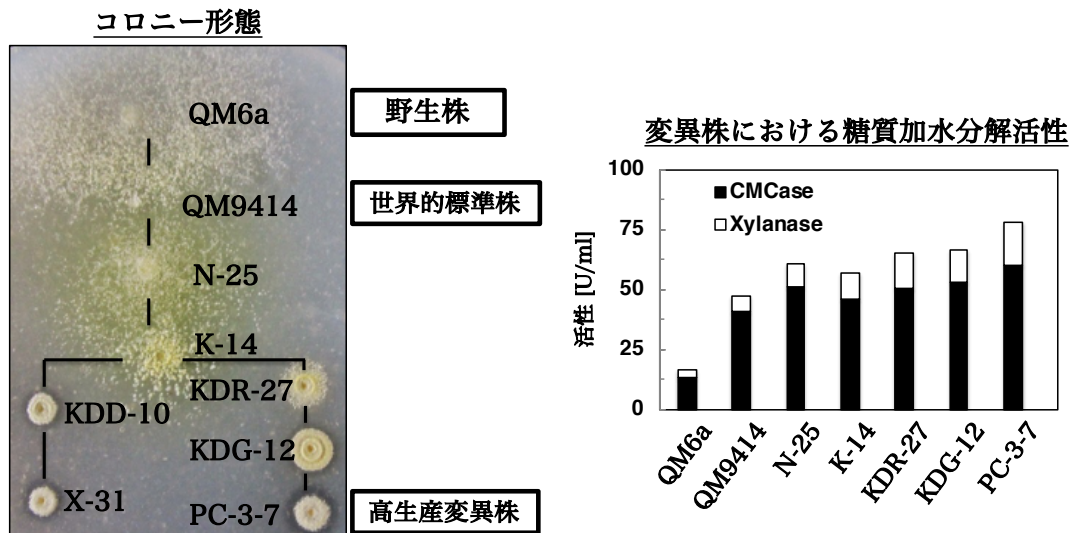 コロニー形態
QM6a
野生株
QM9414
世界的標準株
N-25
K-14
KDR-27
KDD-10
KDG-12
X-31
PC-3-7
高生産変異株
変異株における糖質加水分解活性
活性 [U/ml]
100
75
50
25
0
CMCase
Xylanase
QM6a
QM9414
N-25
K-14
KDR-27
KDG-12
PC-3-7